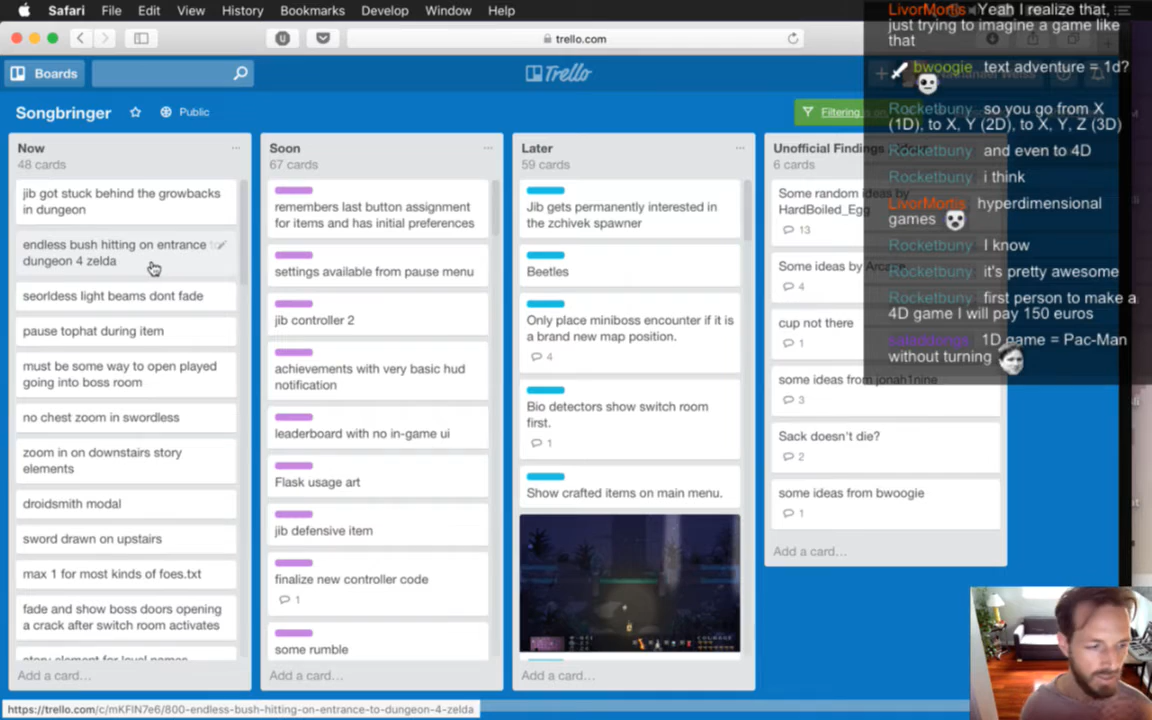 Safari File Edit View History Bookmarks Develop Window Help
trello.com
Boards
Trello
Songbringer
Public
Filtering is
Now
48 cards
jib got stuck behind the growbacks
in dungeon
endless bush hitting on entrance
dungeon 4 zelda
seorldess light beams dont fade
pause tophat during item
must be some way to open played
going into boss room
no chest zoom in swordless
zoom in on downstairs story
elements
droidsmith modal
sword drawn on upstairs
max 1 for most kinds of foes.txt
fade and show boss doors opening
a crack after switch room activates
story element for level names
Add a card…
Soon
67 cards
remembers last button assignment
for items and has initial preferences
settings available from pause menu
jib controller 2
achievements with very basic hud
notification
leaderboard with no in-game ui
Flask usage art
jib defensive item
finalize new controller code
1
some rumble
Add a card…
Later
59 cards
Jib gets permanently interested in
the zchivek spawner
Beetles
Only place miniboss encounter if it is
a brand new map position.
4
Bio detectors show switch room
first.
1
Show crafted items on main menu.
Add a card…
Unofficial Findings
6 cards
Some random ideas by
HardBoiled_Egg
13
Some ideas by
4
cup not there
1
some ideas from jonah1nine
3
Sack doesn't die?
2
some ideas from bwoogie
1
Add a card…
LivorMortis Yeah I realize that,
just trying to imagine a game like
that
bwoogie text adventure = 1d?
Rocketbuny so you go from X
(1D), to X, Y (2D), to X, Y, Z (3D)
Rocketbuny and even to 4D
Rocketbuny i think
LivorMortis hyperdimensional
games
Rocketbuny I know
Rocketbuny it's pretty awesome
Rocketbuny first person to make a
4D game I will pay 150 euros
1D game = Pac-Man
without turning
https://trello.com/c/mKFIN7e6/800-endless-bush-hitting-on-entrance-to-dungeon-4-zelda